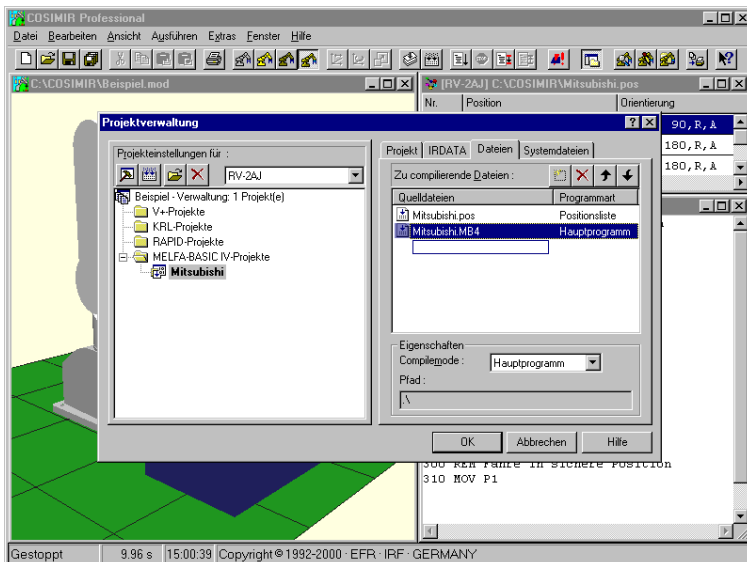 COSIMIR Professional
Datei Bearbeiten Ansicht Ausführen Extras Fenster Hilfe
C:\COSIMIR\Beispiel.mod
[RV-2AJ] C:\COSIMIR\Mitsubishi.pos
Nr. Position Orientierung
90,R,A
180,R,A
180,R,A
Projektverwaltung
Projekteinstellungen für :
RV-2AJ
Beispiel - Verwaltung: 1 Projekt(e)
V+-Projekte
KRL-Projekte
RAPID-Projekte
MELFA-BASIC IV-Projekte
Mitsubishi
Projekt IRDATA Dateien Systemdateien
Zu compilierende Dateien :
Quelldateien Programmart
Mitsubishi.pos Positionsliste
Mitsubishi.MB4 Hauptprogramm
Eigenschaften
Compilemode : Hauptprogramm
Pfad :
.\
OK Abbrechen Hilfe
300 REM Fahre in sichere Position
310 MOV P1
Gestoppt 9.96 s 15:00:39 Copyright © 1992-2000 · EFR · IRF · GERMANY